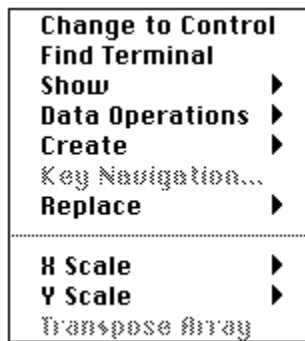 Change to Control
Find Terminal
Show
Data Operations
Create
Key Navigation...
Replace
X Scale
Y Scale
Transpose Array